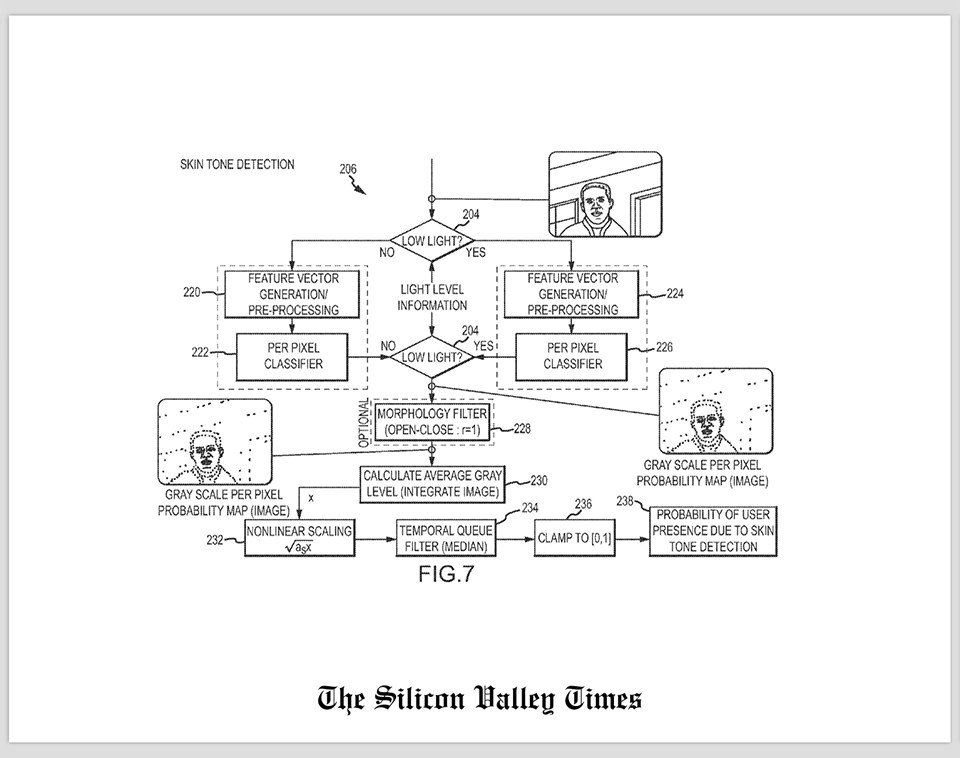 SKIN TONE DETECTION
206
204
LOW LIGHT?
NO
YES
220
FEATURE VECTOR
GENERATION/
PRE-PROCESSING
LIGHT LEVEL
INFORMATION
FEATURE VECTOR
GENERATION/
PRE-PROCESSING
224
222
PER PIXEL
CLASSIFIER
NO
204
LOW LIGHT?
YES
PER PIXEL
CLASSIFIER
226
OPTIONAL
MORPHOLOGY FILTER
(OPEN-CLOSE : r=1)
228
GRAY SCALE PER PIXEL
PROBABILITY MAP (IMAGE)
GRAY SCALE PER PIXEL
PROBABILITY MAP (IMAGE)
CALCULATE AVERAGE GRAY
LEVEL (INTEGRATE IMAGE)
230
x
232
NONLINEAR SCALING
√aₛx
234
TEMPORAL QUEUE
FILTER (MEDIAN)
236
CLAMP TO [0,1]
238
PROBABILITY OF USER
PRESENCE DUE TO SKIN
TONE DETECTION
FIG.7
The Silicon Valley Times